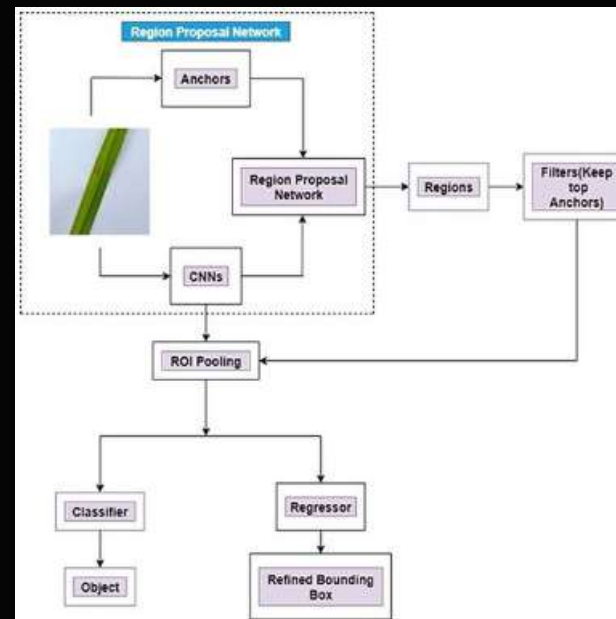 Region Proposal Network
Anchors
Region Proposal
Network
Regions
Filters(Keep
top
Anchors)
CNNs
ROI Pooling
Classifier
Regressor
Object
Refined Bounding
Box